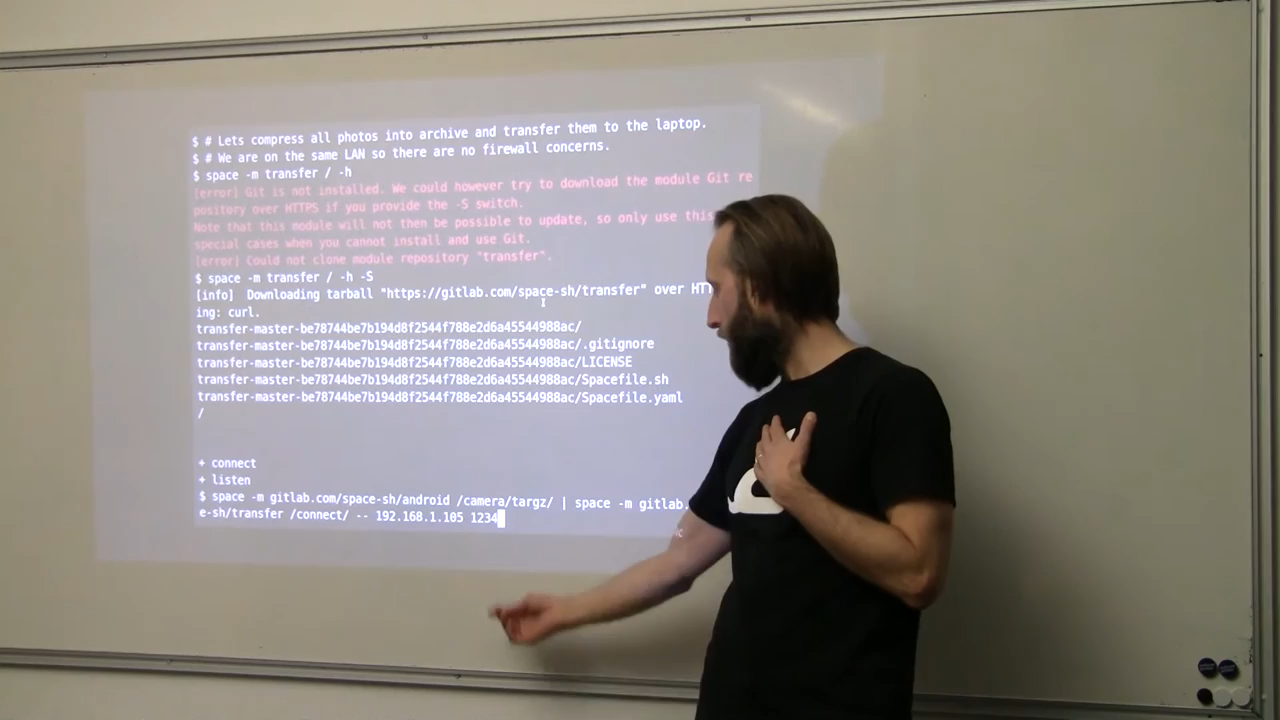 $ # Lets compress all photos into archive and transfer them to the laptop.
$ # We are on the same LAN so there are no firewall concerns.
$ space -m transfer / -h
[error] Git is not installed. We could however try to download the module Git re
pository over HTTPS if you provide the -S switch.
Note that this module will not then be possible to update, so only use this
special cases when you cannot install and use Git.
[error] Could not clone module repository "transfer".
$ space -m transfer / -h -S
[info]  Downloading tarball "https://gitlab.com/space-sh/transfer" over HTT
ing: curl.
transfer-master-be78744be7b194d8f2544f788e2d6a45544988ac/
transfer-master-be78744be7b194d8f2544f788e2d6a45544988ac/.gitignore
transfer-master-be78744be7b194d8f2544f788e2d6a45544988ac/LICENSE
transfer-master-be78744be7b194d8f2544f788e2d6a45544988ac/Spacefile.sh
transfer-master-be78744be7b194d8f2544f788e2d6a45544988ac/Spacefile.yaml
/
+ connect
+ listen
$ space -m gitlab.com/space-sh/android /camera/targz/ | space -m gitlab.
e-sh/transfer /connect/ -- 192.168.1.105 1234